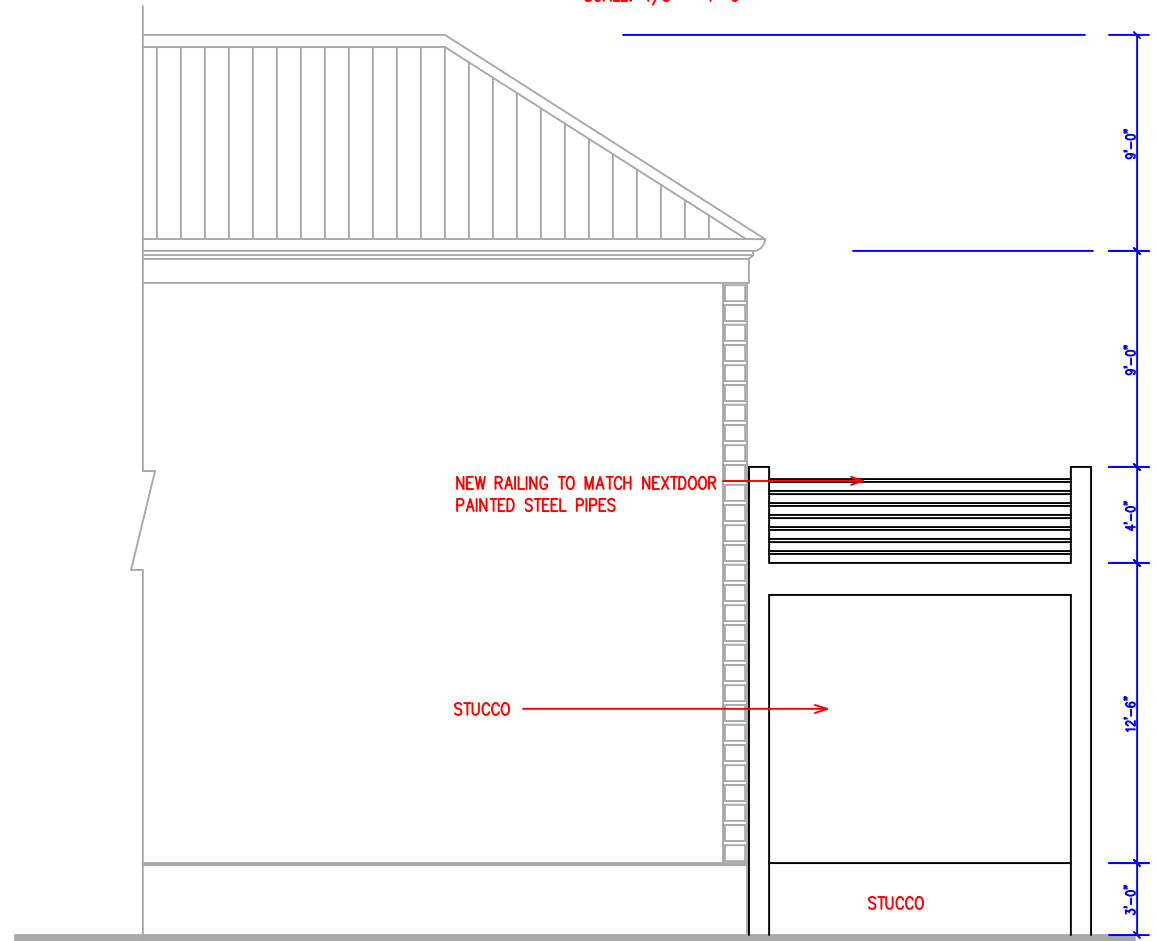 9'-0"
9'-0"
NEW RAILING TO MATCH NEXTDOOR
PAINTED STEEL PIPES
4'-0"
STUCCO
12'-6"
STUCCO
3'-0"